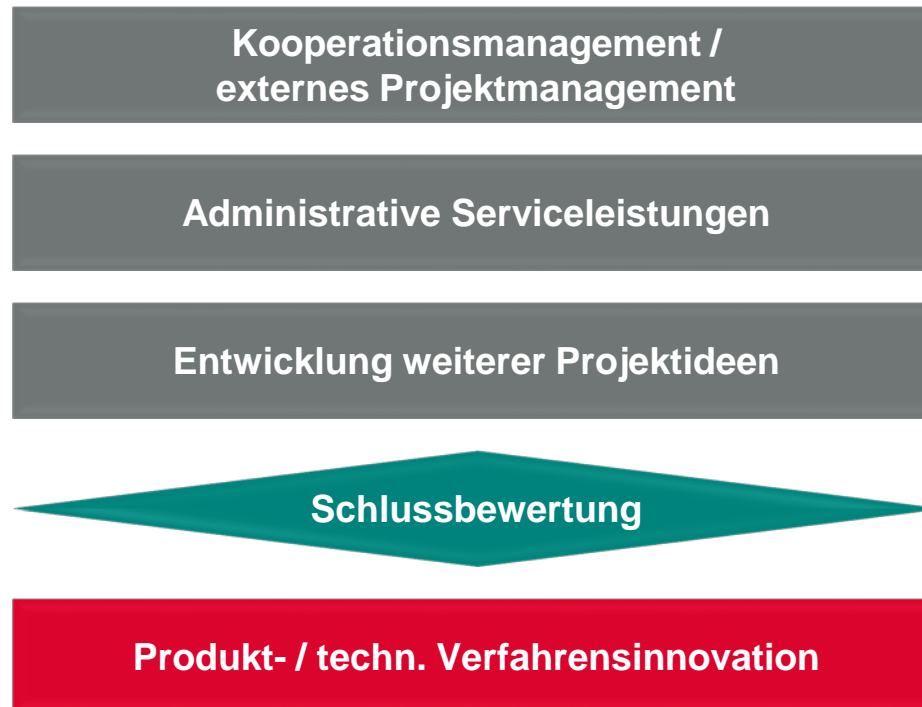 Kooperationsmanagement /
externes Projektmanagement
Administrative Serviceleistungen
Entwicklung weiterer Projektideen
Schlussbewertung
Produkt- / techn. Verfahrensinnovation